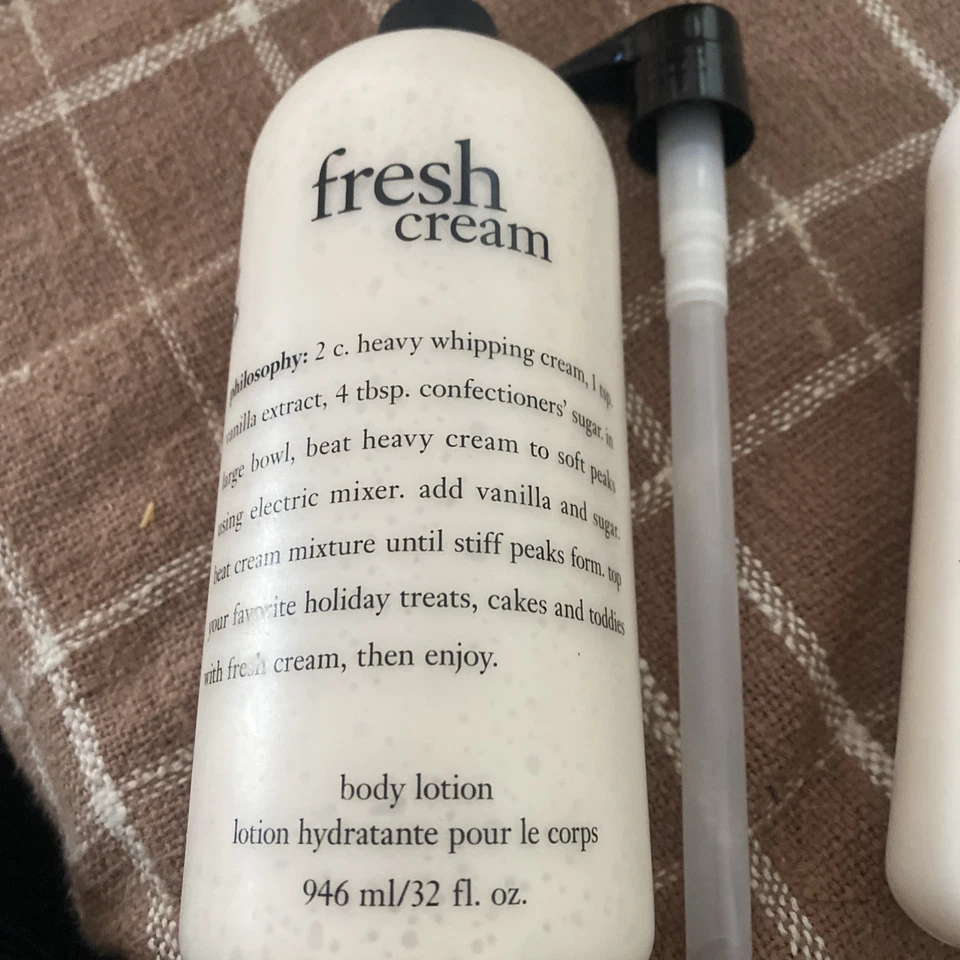 fresh
cream
philosophy: 2 c. heavy whipping cream, 1 tsp.
vanilla extract, 4 tbsp. confectioners' sugar. in
large bowl, beat heavy cream to soft peaks
using electric mixer. add vanilla and sugar.
beat cream mixture until stiff peaks form. top
your favorite holiday treats, cakes and toddies
with fresh cream, then enjoy.
body lotion
lotion hydratante pour le corps
946 ml/32 fl. oz.